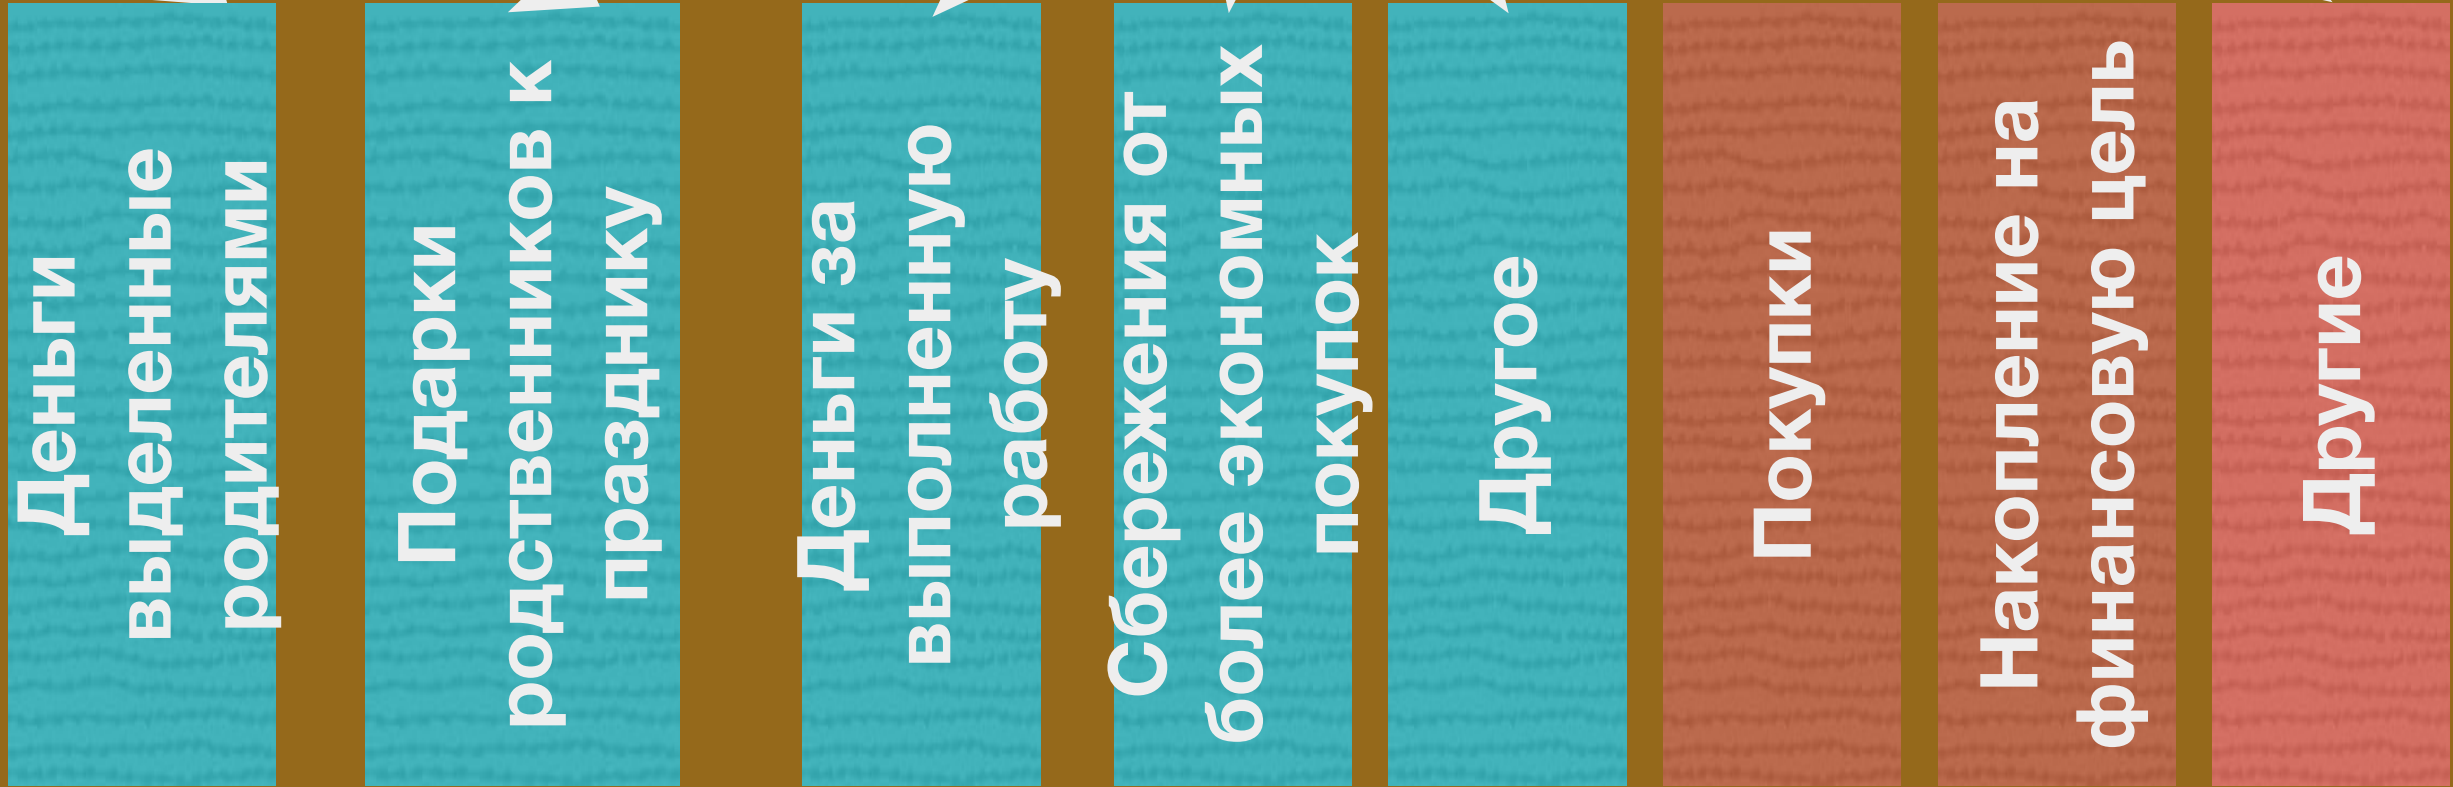 Деньги
выделенные
родителями
Подарки
родственников к
празднику
Деньги за
выполненную
работу
Сбережения от
более экономных
покупок
Другое
Покупки
Накопление на
финансовую цель
Другие